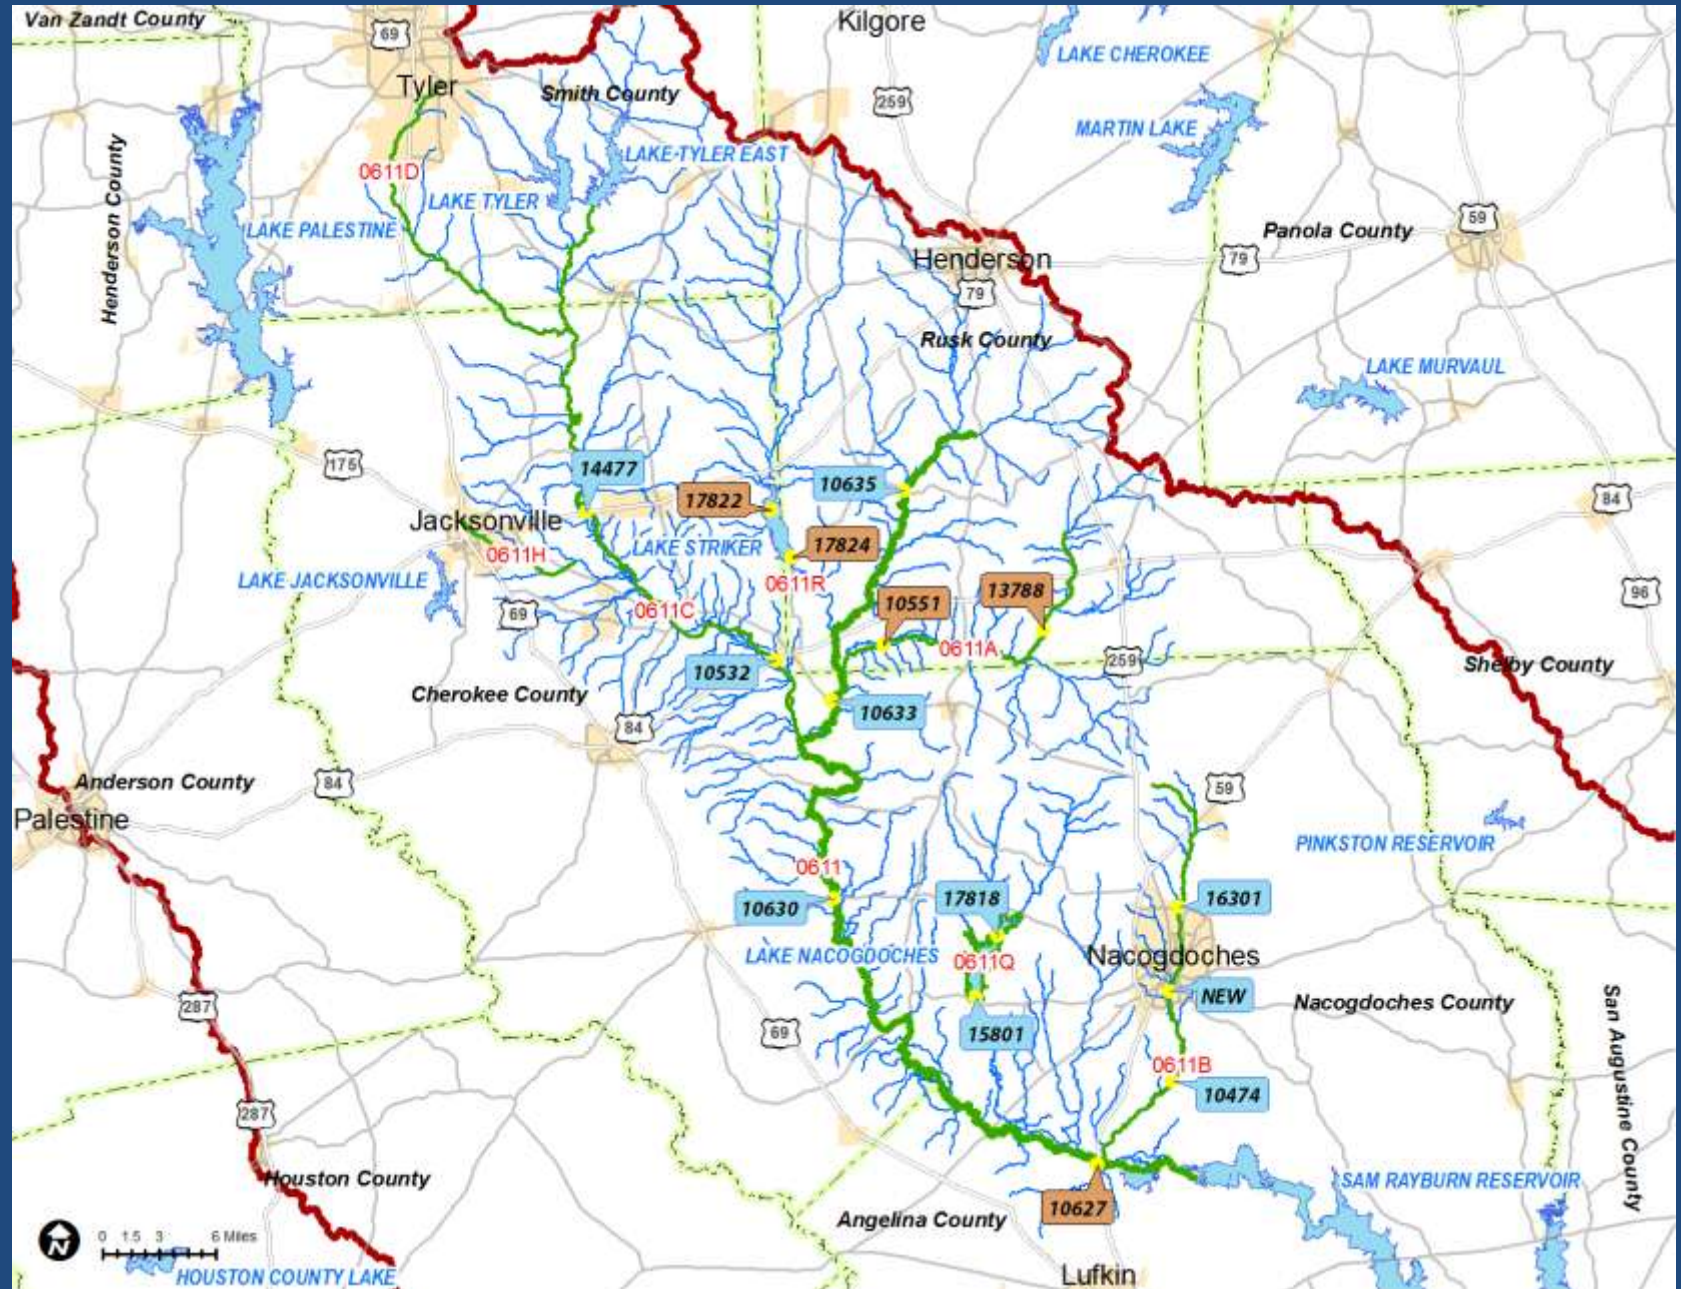 Van Zandt County
69
Kilgore
LAKE CHEROKEE
Tyler
Smith County
259
MARTIN LAKE
Henderson County
LAKE TYLER EAST
0611D
LAKE TYLER
LAKE PALESTINE
59
Panola County
Henderson
79
79
Rusk County
LAKE MURVAUL
175
14477
10635
17822
84
Jacksonville
LAKE STRIKER
17824
0611H
LAKE JACKSONVILLE
0611R
13788
96
69
0611C
10551
0611A
259
Shelby County
10532
Cherokee County
10633
84
Anderson County
84
59
Palestine
PINKSTON RESERVOIR
0611
17818
16301
10630
LAKE NACOGDOCHES
0611Q
Nacogdoches
287
NEW
Nacogdoches County
San Augustine County
69
15801
0611B
10474
287
Houston County
SAM RAYBURN RESERVOIR
10627
Angelina County
N
0 1.5 3 6 Miles
HOUSTON COUNTY LAKE
Lufkin